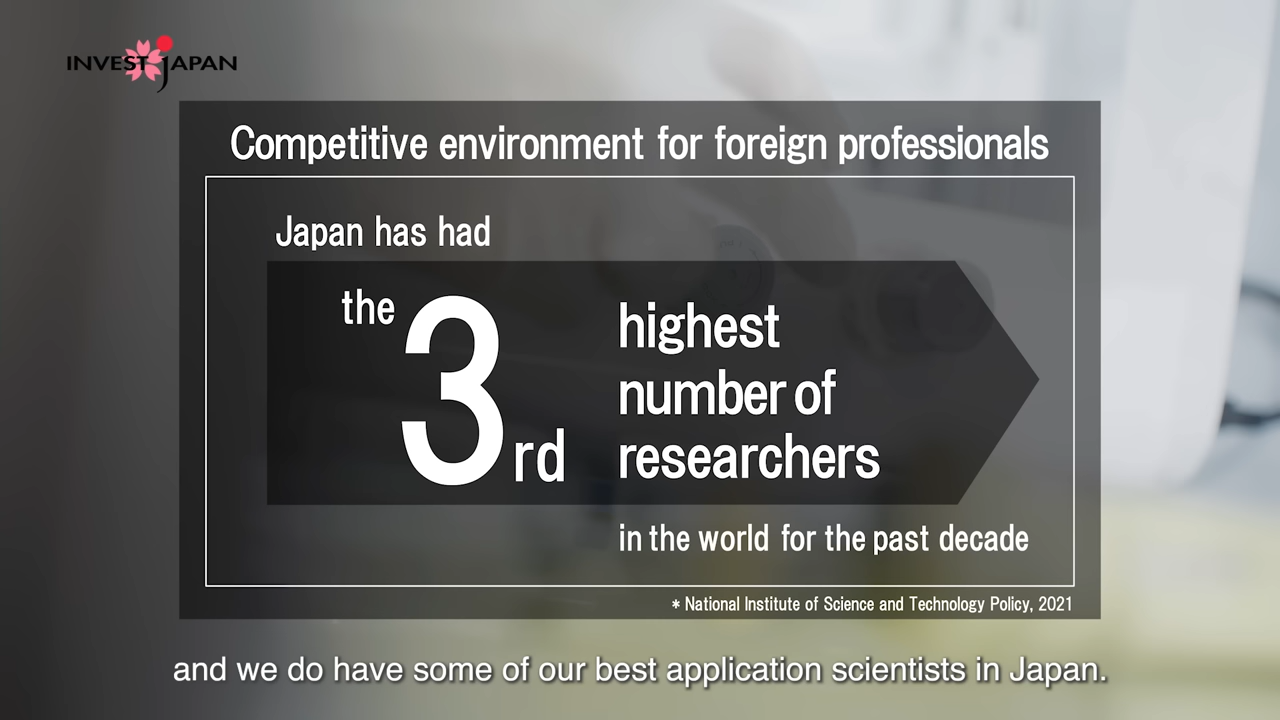 INVEST JAPAN
Competitive environment for foreign professionals
Japan has had
the 3rd
highest
number of
researchers
in the world for the past decade
* National Institute of Science and Technology Policy, 2021
and we do have some of our best application scientists in Japan.